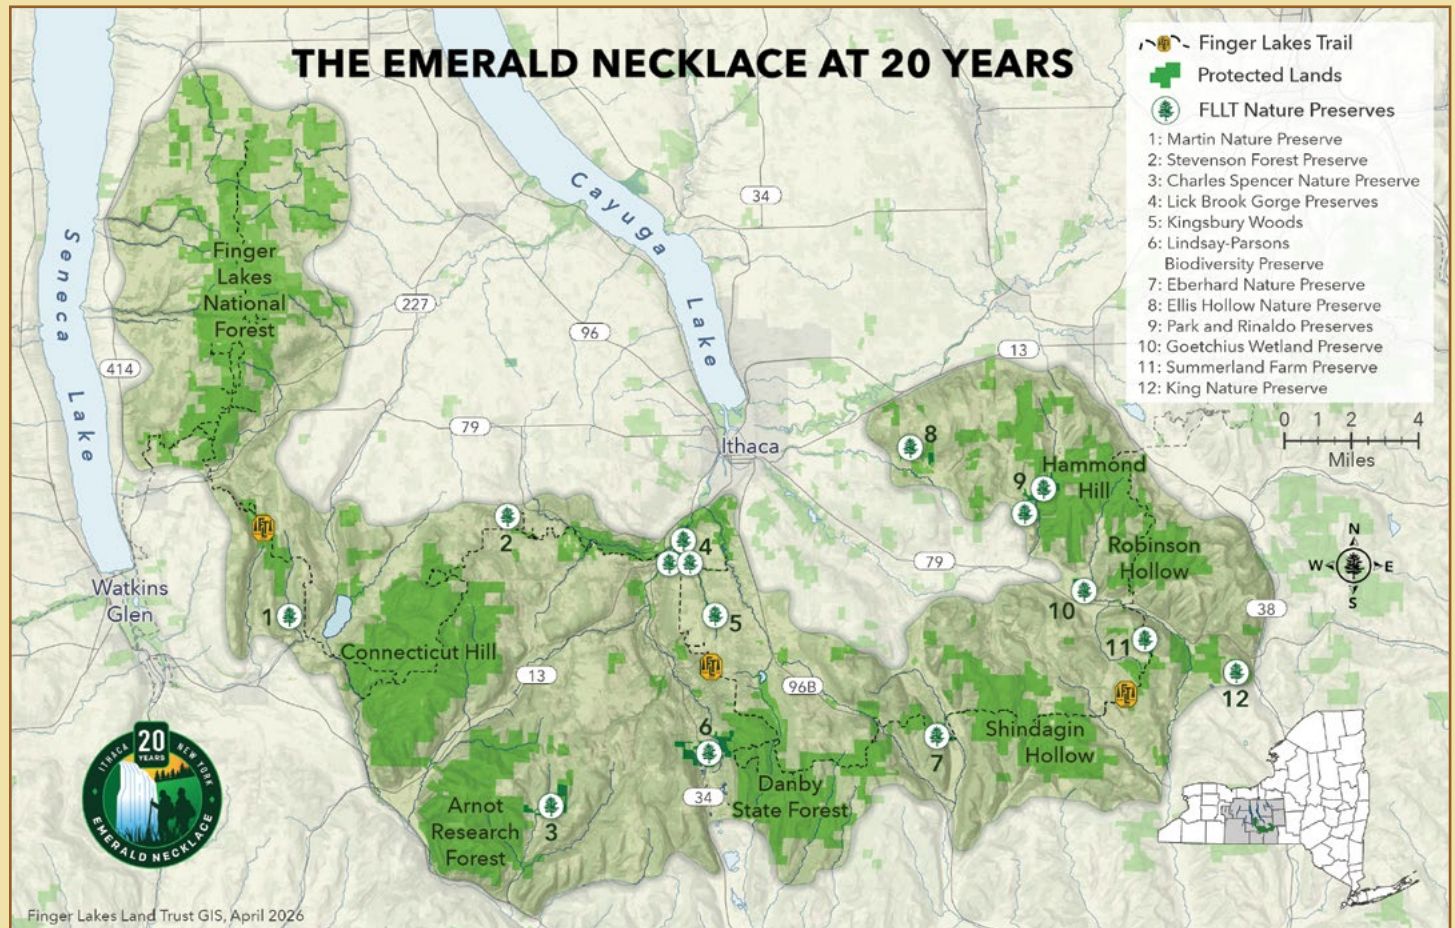 THE EMERALD NECKLACE AT 20 YEARS
Finger Lakes Trail
Protected Lands
FLLT Nature Preserves
1: Martin Nature Preserve
2: Stevenson Forest Preserve
3: Charles Spencer Nature Preserve
4: Lick Brook Gorge Preserves
5: Kingsbury Woods
6: Lindsay-Parsons
Biodiversity Preserve
7: Eberhard Nature Preserve
8: Ellis Hollow Nature Preserve
9: Park and Rinaldo Preserves
10: Goetchius Wetland Preserve
11: Summerland Farm Preserve
12: King Nature Preserve
0 1 2 4
Miles
N
W E
S
Seneca Lake
Cayuga Lake
34
Finger
Lakes
National
Forest
227
96
414
13
79
Ithaca
8
9
Hammond
Hill
2
4
Robinson
Hollow
79
Watkins
Glen
1
5
10
38
Connecticut Hill
11
13
96B
12
6
Shindagin
Hollow
7
34
Danby
State Forest
Arnot
Research
Forest
3
20
YEARS
ITHACA NEW YORK
EMERALD NECKLACE
Finger Lakes Land Trust GIS, April 2026